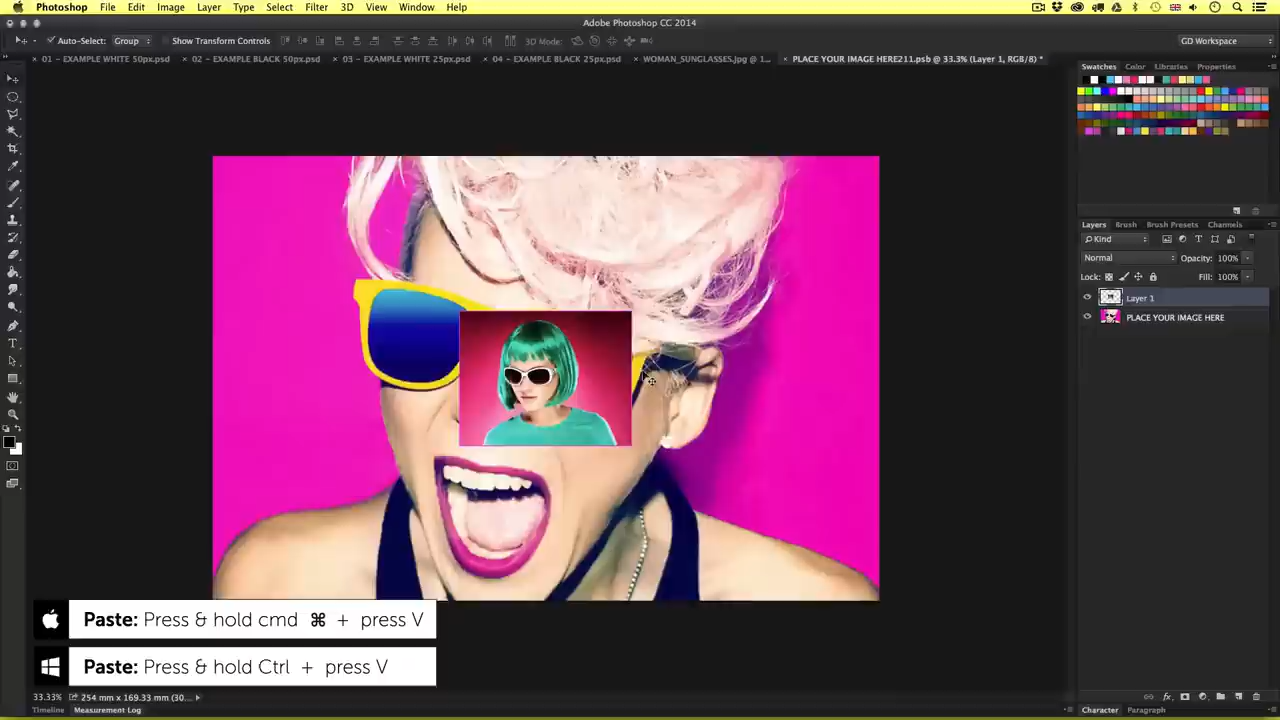 Photoshop File Edit Image Layer Type Select Filter 3D View Window Help
Adobe Photoshop CC 2014
Auto-Select: Group Show Transform Controls 3D Mode: GD Workspace
× 01 - EXAMPLE WHITE 50px.psd × 02 - EXAMPLE BLACK 50px.psd × 03 - EXAMPLE WHITE 25px.psd × 04 - EXAMPLE BLACK 25px.psd × WOMAN_SUNGLASSES.jpg @ 1... × PLACE YOUR IMAGE HERE211.psb @ 33.3% (Layer 1, RGB/8) *
Swatches Color Libraries Properties
Layers Brush Brush Presets Channels
Kind
Normal Opacity: 100%
Lock: Fill: 100%
Layer 1
PLACE YOUR IMAGE HERE
Paste: Press & hold cmd ⌘ + press V
Paste: Press & hold Ctrl + press V
33.33% 254 mm x 169.33 mm (30...
Timeline Measurement Log
Character Paragraph